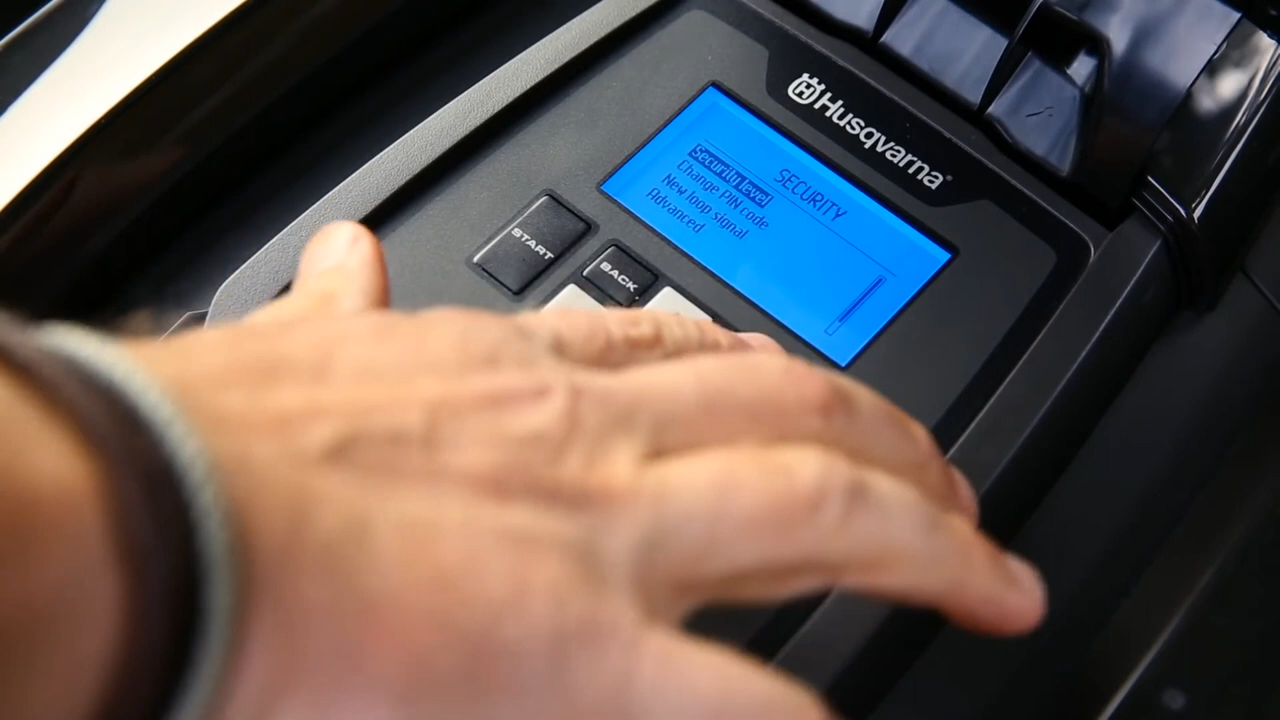 Husqvarna
SECURITY
Security level
Change PIN code
New loop signal
Advanced
START
BACK